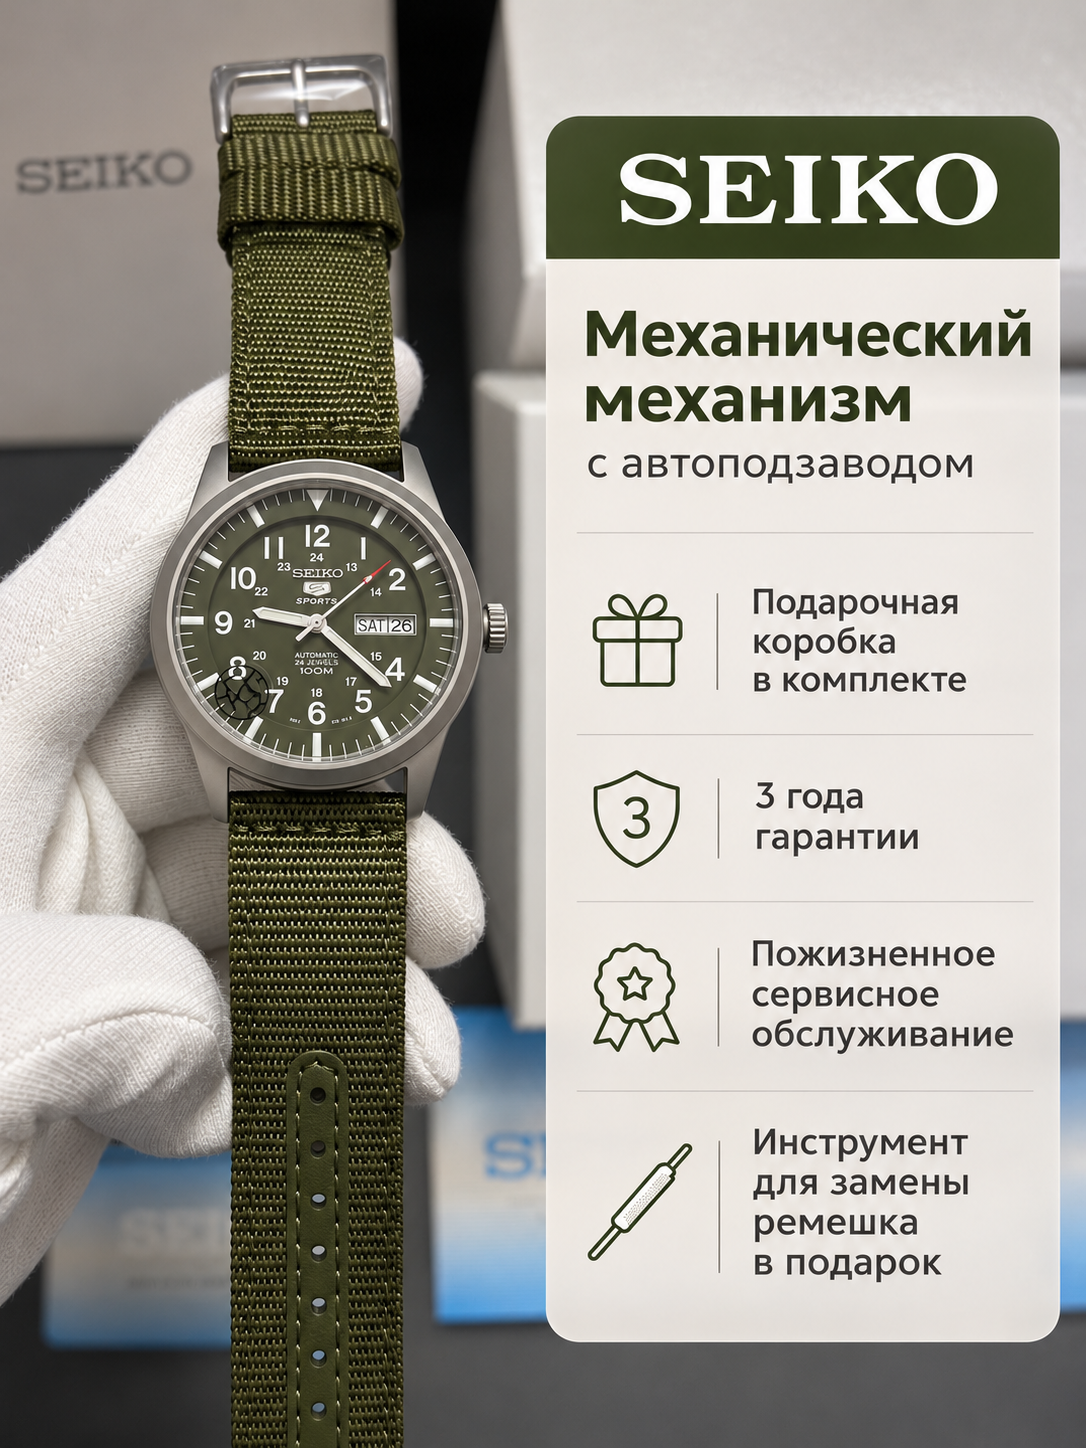 SEIKO
SEIKO
Механический
механизм
с автоподзаводом
Подарочная
коробка
в комплекте
3
3 года
гарантии
Пожизненное
сервисное
обслуживание
Инструмент
для замены
ремешка
в подарок
12
11 1
24
23 13
SEIKO
10 2
22 14
5
SPORTS
9 21 SAT 26
20 15
AUTOMATIC
24 JEWELS
100M
8 4
19 17
18
7 5
6